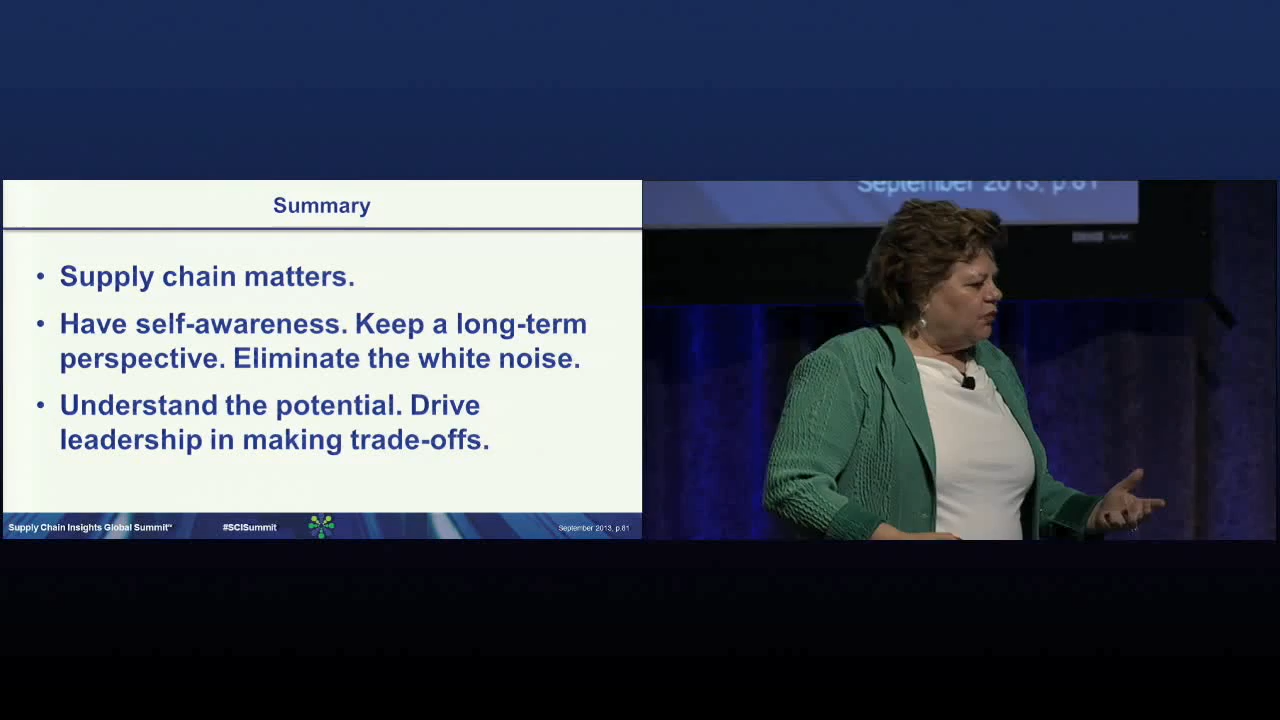 Summary
• Supply chain matters.
• Have self-awareness. Keep a long-term
perspective. Eliminate the white noise.
• Understand the potential. Drive
leadership in making trade-offs.
Supply Chain Insights Global Summit™
#SCISummit
September 2013, p.61
September 2013, p.61